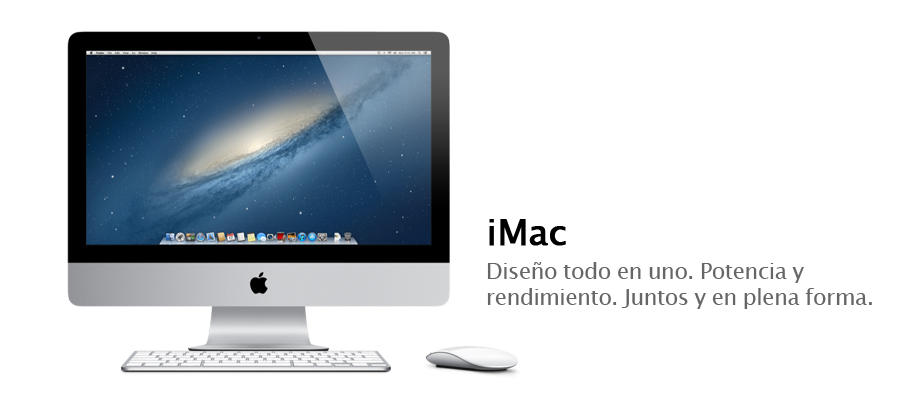 iMac
Diseño todo en uno. Potencia y
rendimiento. Juntos y en plena forma.